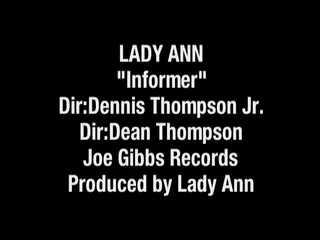 LADY ANN
"Informer"
Dir:Dennis Thompson Jr.
Dir:Dean Thompson
Joe Gibbs Records
Produced by Lady Ann